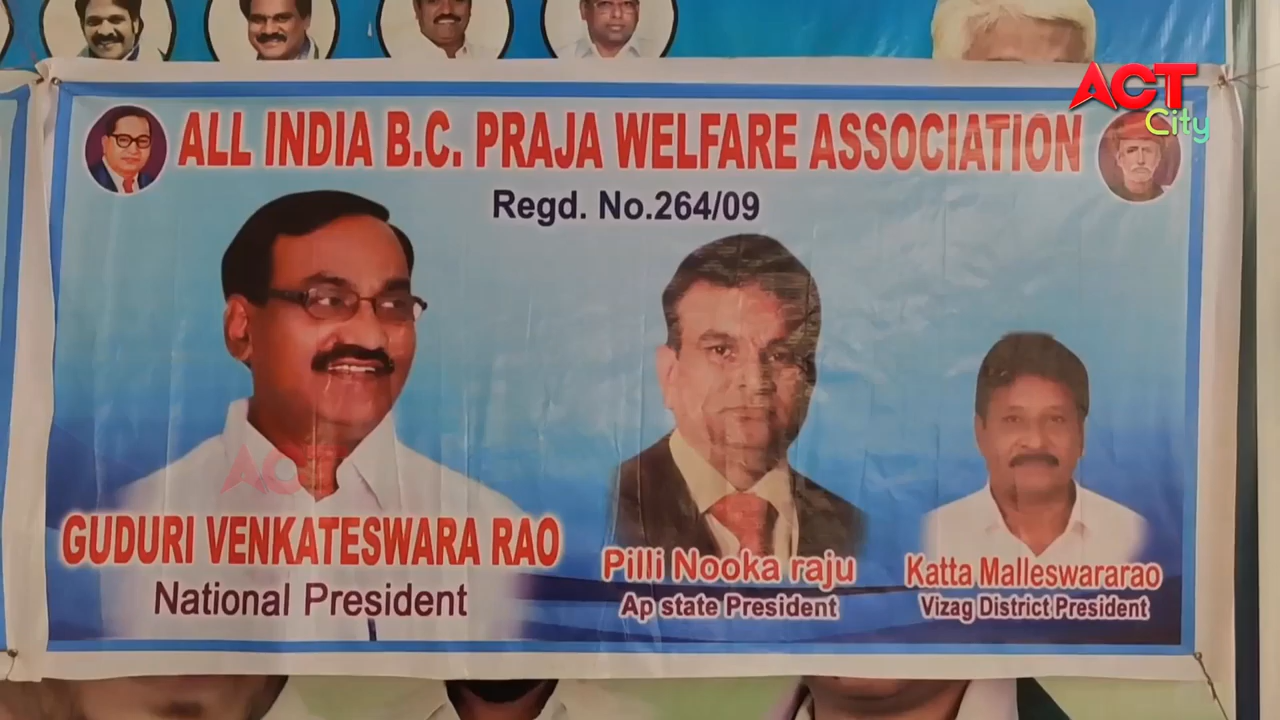 ACT
City
ALL INDIA B.C. PRAJA WELFARE ASSOCIATION
Regd. No.264/09
ACT
GUDURI VENKATESWARA RAO
National President
Pilli Nooka raju
Ap state President
Katta Malleswararao
Vizag District President